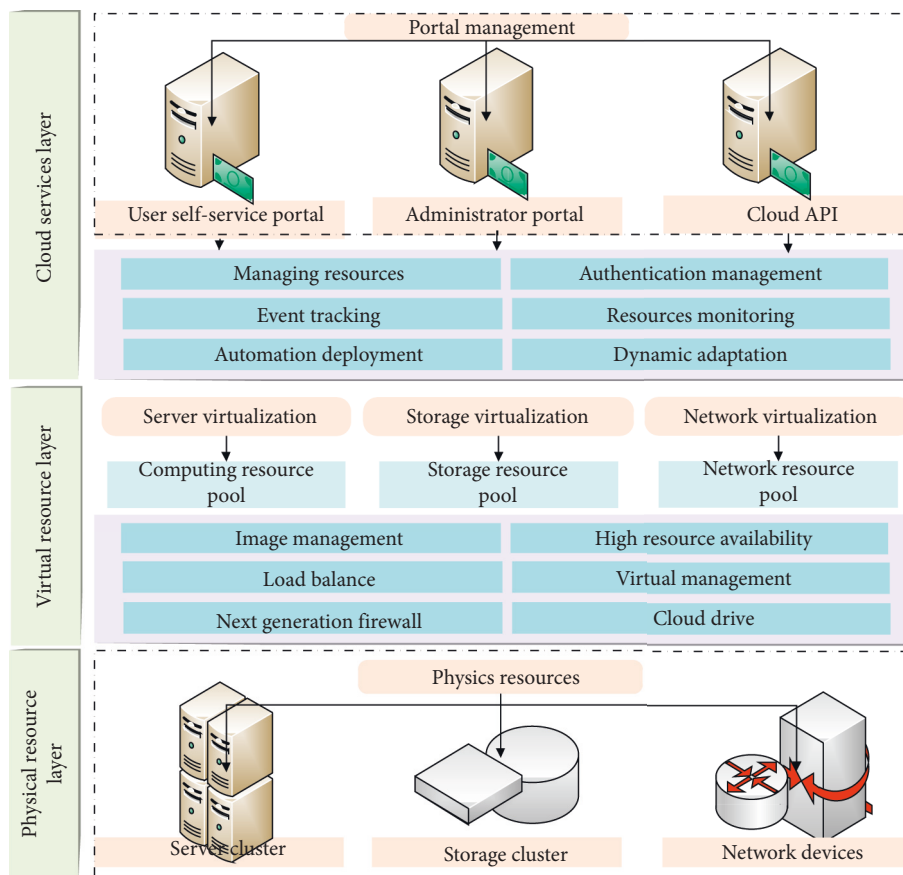 Cloud services layer
Portal management
User self-service portal
Administrator portal
Cloud API
Managing resources
Authentication management
Event tracking
Resources monitoring
Automation deployment
Dynamic adaptation
Virtual resource layer
Server virtualization
Storage virtualization
Network virtualization
Computing resource
pool
Storage resource
pool
Network resource
pool
Image management
High resource availability
Load balance
Virtual management
Next generation firewall
Cloud drive
Physical resource
layer
Physics resources
Server cluster
Storage cluster
Network devices